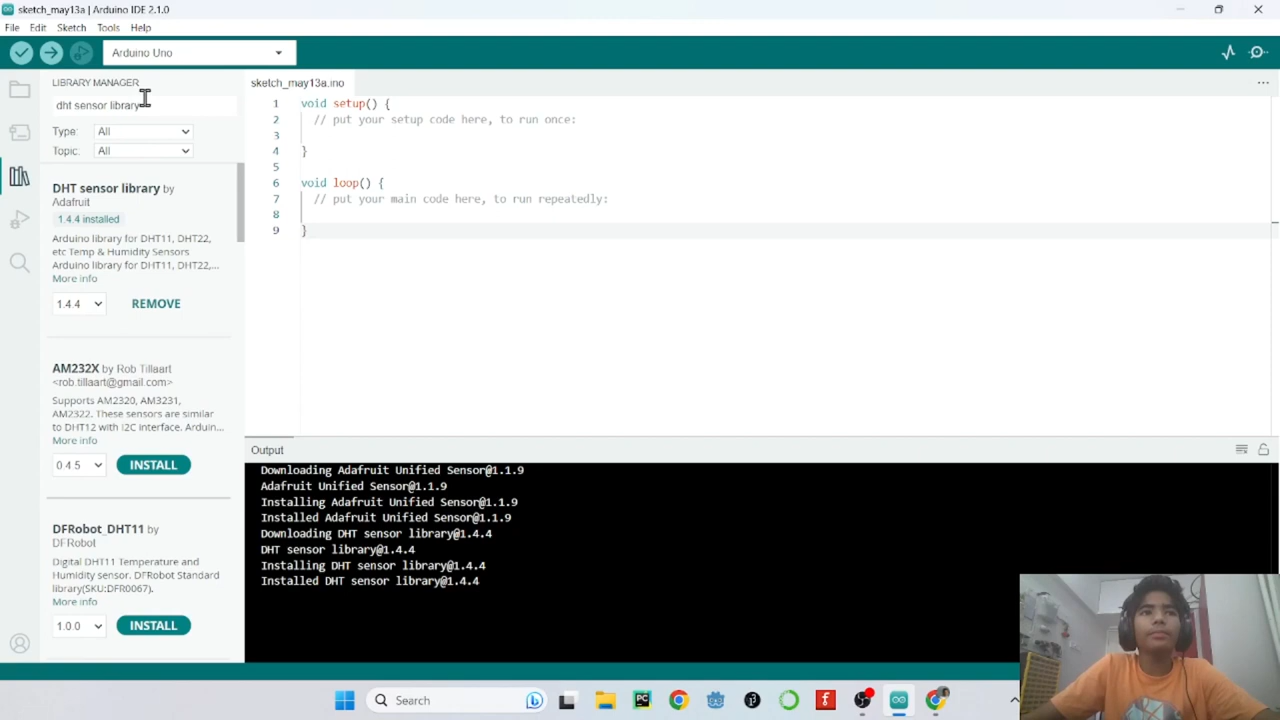 sketch_may13a | Arduino IDE 2.1.0
File Edit Sketch Tools Help
Arduino Uno
LIBRARY MANAGER
dht sensor library
Type: All
Topic: All
DHT sensor library by
Adafruit
1.4.4 installed
Arduino library for DHT11, DHT22,
etc Temp & Humidity Sensors
Arduino library for DHT11, DHT22,...
More info
1.4.4 REMOVE
AM232X by Rob Tillaart
<rob.tillaart@gmail.com>
Supports AM2320, AM3231,
AM2322. These sensors are similar
to DHT12 with I2C interface. Arduin...
More info
0 4 5 INSTALL
DFRobot_DHT11 by
DFRobot
Digital DHT11 Temperature and
Humidity sensor. DFRobot Standard
library(SKU:DFR0067).
More info
1.0.0 INSTALL
sketch_may13a.ino
1 void setup() {
2 // put your setup code here, to run once:
3
4 }
5
6 void loop() {
7 // put your main code here, to run repeatedly:
8
9 }
Output
Downloading Adafruit Unified Sensor@1.1.9
Adafruit Unified Sensor@1.1.9
Installing Adafruit Unified Sensor@1.1.9
Installed Adafruit Unified Sensor@1.1.9
Downloading DHT sensor library@1.4.4
DHT sensor library@1.4.4
Installing DHT sensor library@1.4.4
Installed DHT sensor library@1.4.4
Search